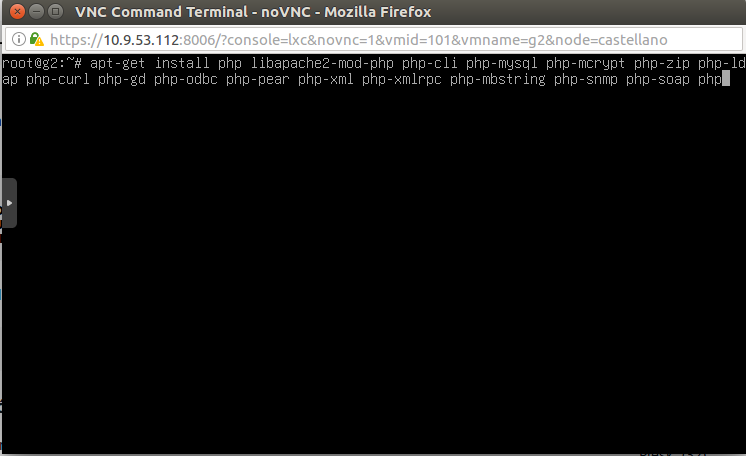 VNC Command Terminal - noVNC - Mozilla Firefox
https://10.9.53.112:8006/?console=lxc&novnc=1&vmid=101&vmname=g2&node=castellano
root@g2:~# apt-get install php libapache2-mod-php php-cli php-mysql php-mcrypt php-zip php-ld
ap php-curl php-gd php-odbc php-pear php-xml php-xmlrpc php-mbstring php-snmp php-soap php